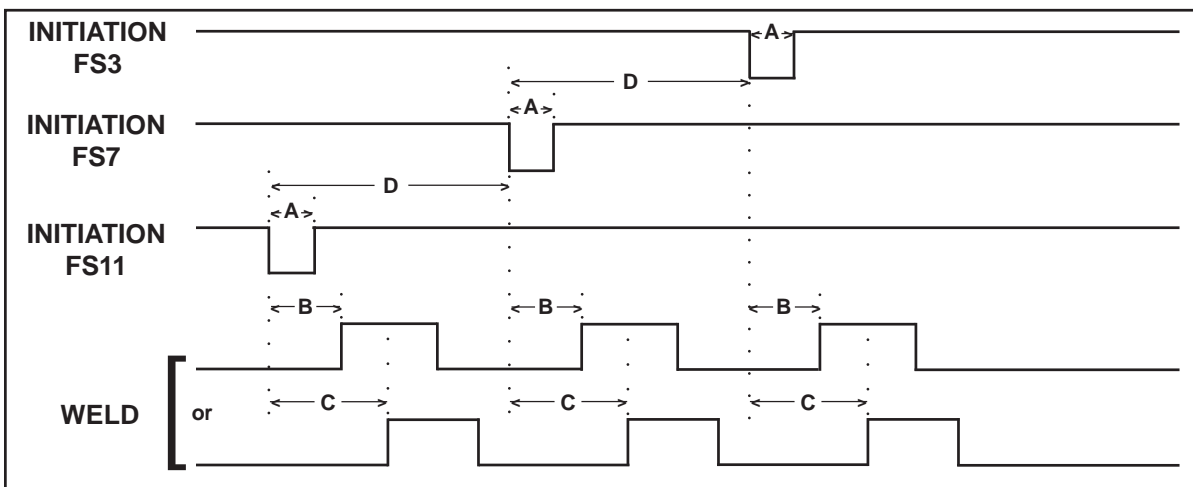 INITIATION
FS3
A
D
INITIATION
FS7
A
D
INITIATION
FS11
A
B
B
B
WELD
or
C
C
C